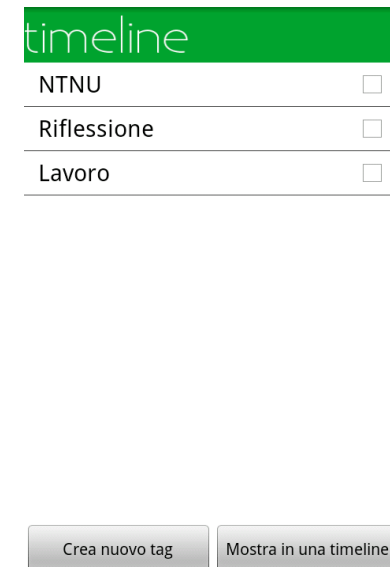 timeline
NTNU
Riflessione
Lavoro
Crea nuovo tag
Mostra in una timeline